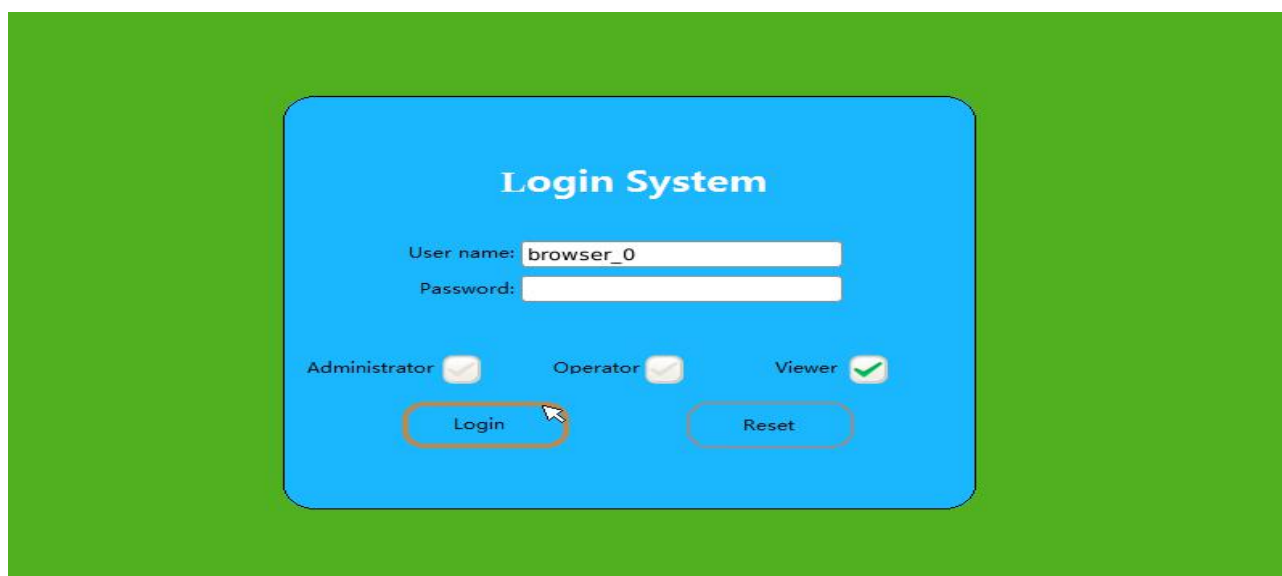 Login System
User name: browser_0
Password:
Administrator Operator Viewer
Login Reset